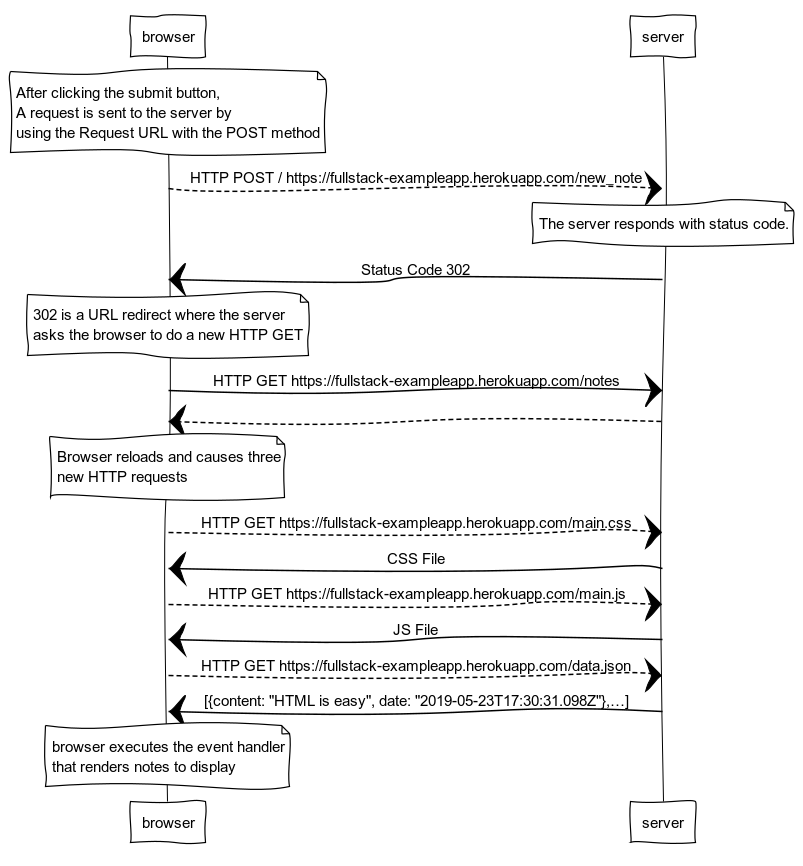 browser
server
After clicking the submit button,
A request is sent to the server by
using the Request URL with the POST method
HTTP POST / https://fullstack-exampleapp.herokuapp.com/new_note
The server responds with status code.
Status Code 302
302 is a URL redirect where the server
asks the browser to do a new HTTP GET
HTTP GET https://fullstack-exampleapp.herokuapp.com/notes
Browser reloads and causes three
new HTTP requests
HTTP GET https://fullstack-exampleapp.herokuapp.com/main.css
CSS File
HTTP GET https://fullstack-exampleapp.herokuapp.com/main.js
JS File
HTTP GET https://fullstack-exampleapp.herokuapp.com/data.json
[{content: "HTML is easy", date: "2019-05-23T17:30:31.098Z"},…]
browser executes the event handler
that renders notes to display
browser
server